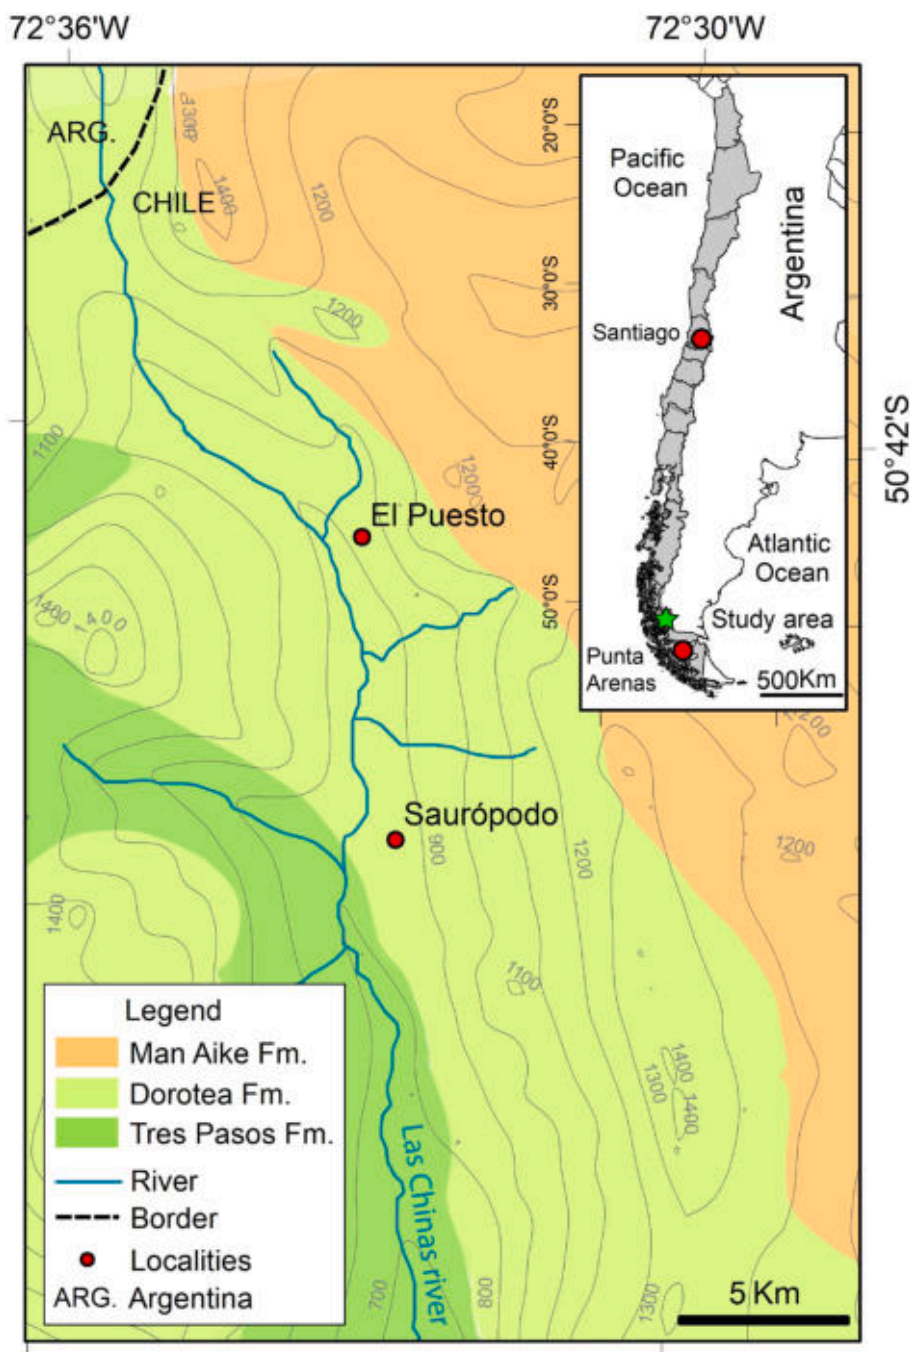 72°36'W
72°30'W
ARG.
CHILE
1300
1400
1200
1200
1100
1200
El Puesto
1400
1400
Saurópodo
900
1200
1200
1200
1400
1100
1400
1300
1400
700
800
1300
Las Chinas river
50°42'S
Pacific
Ocean
Argentina
20°0'S
30°0'S
40°0'S
50°0'S
Santiago
Atlantic
Ocean
Study area
Punta
Arenas
500Km
Legend
Man Aike Fm.
Dorotea Fm.
Tres Pasos Fm.
River
Border
Localities
ARG. Argentina
5 Km